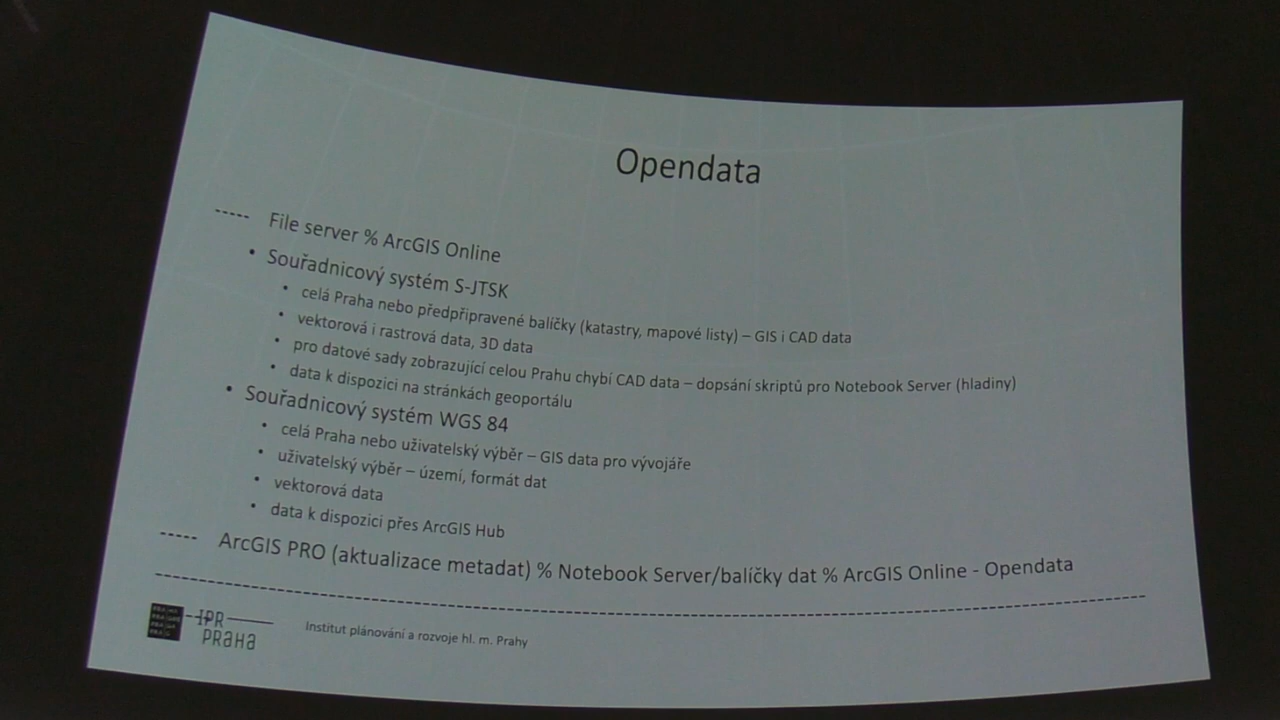 Opendata
----- File server % ArcGIS Online
• Souřadnicový systém S-JTSK
• celá Praha nebo předpřipravené balíčky (katastry, mapové listy) – GIS i CAD data
• vektorová i rastrová data, 3D data
• pro datové sady zobrazující celou Prahu chybí CAD data – dopsání skriptů pro Notebook Server (hladiny)
• data k dispozici na stránkách geoportálu
• Souřadnicový systém WGS 84
• celá Praha nebo uživatelský výběr – GIS data pro vývojáře
• uživatelský výběr – území, formát dat
• vektorová data
• data k dispozici přes ArcGIS Hub
----- ArcGIS PRO (aktualizace metadat) % Notebook Server/balíčky dat % ArcGIS Online - Opendata
IPR
PRAHA
Institut plánování a rozvoje hl. m. Prahy